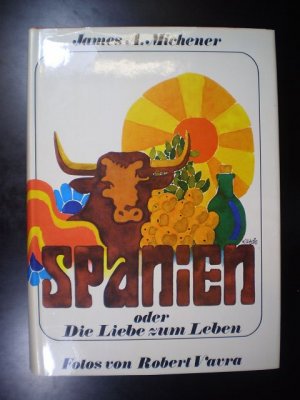 James A. Michener
SPANiEN
oder
Die Liebe zum Leben
Fotos von Robert Vavra